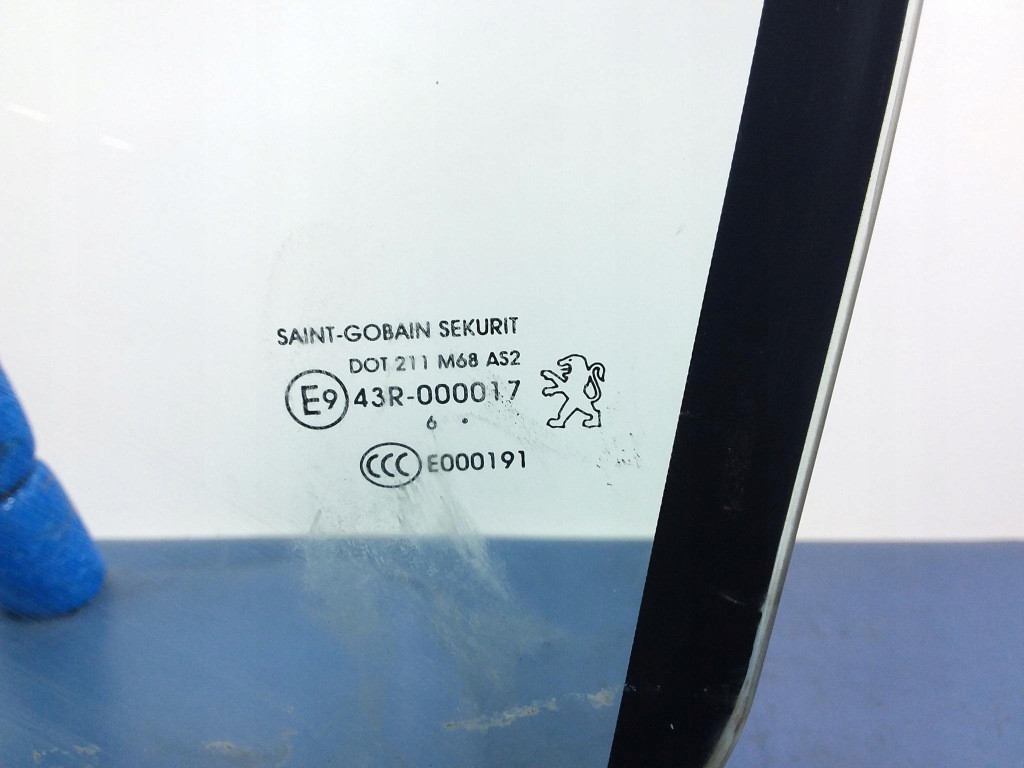 SAINT-GOBAIN SEKURIT
DOT 211 M68 AS2
E9 43R-000017
6 •
CCC E000191